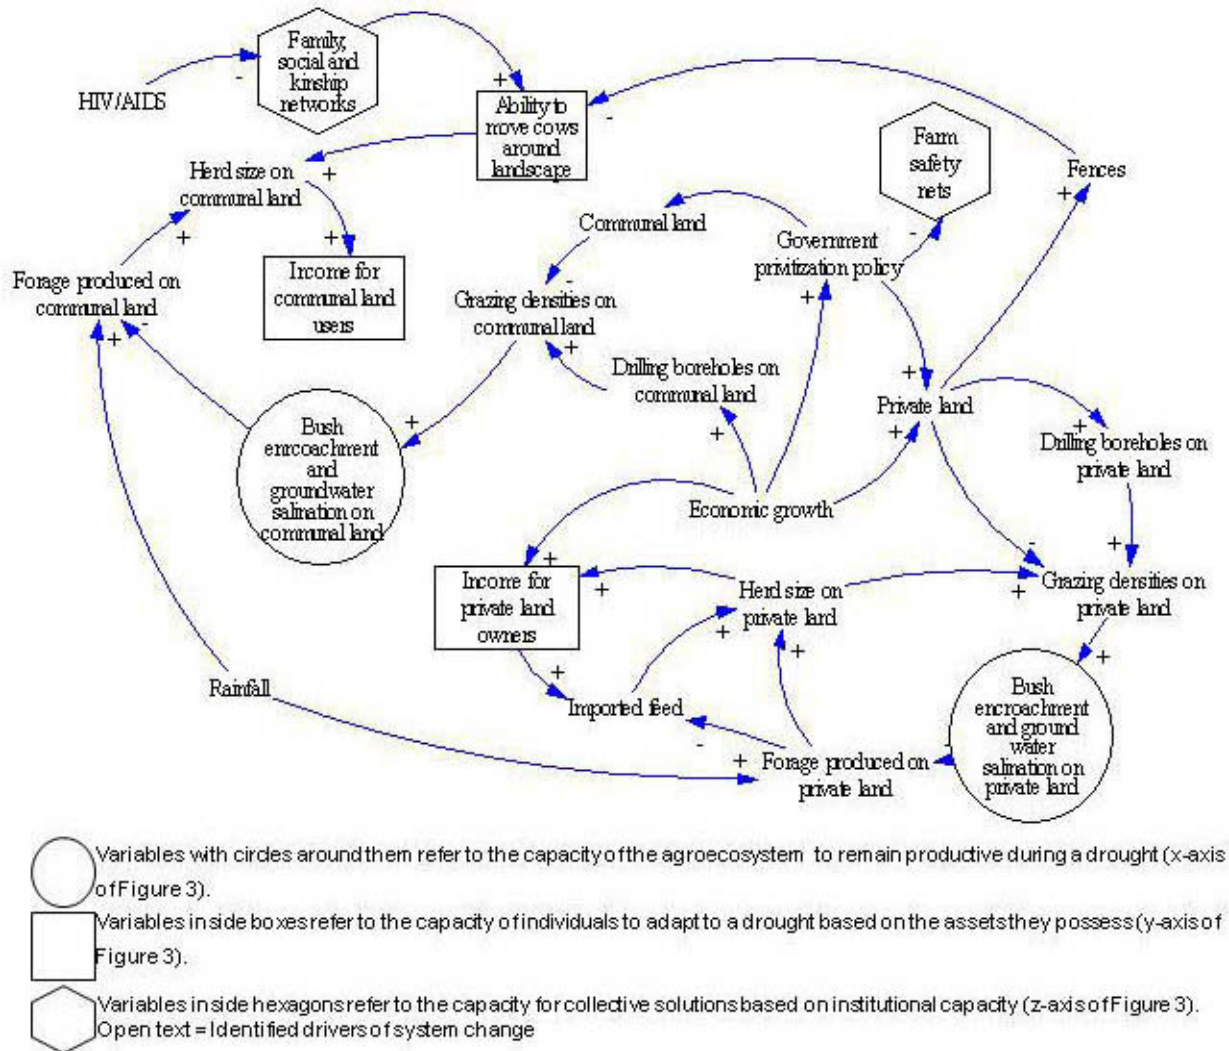 Family,
social and
kinship
networks
-
HIV/AIDS
+
Ability to
move cows
around
landscape
-
Farm
safety
nets
Fences
+
Herd size on
communal land
+
+
+
Communal land
Government
privitization policy
-
+
Income for
communal land
users
Forage produced on
communal land
-
+
Grazing densities on
communal land
-
+
Drilling boreholes on
communal land
+
Private land
+
+
Drilling boreholes on
private land
+
Bush
enrcoachment
and
groundwater
salination on
communal land
+
Economic growth
Income for
private land
owners
+
+
Herd size on
private land
+
+
Grazing densities on
private land
-
+
+
Rainfall
Imported feed
+
-
Forage produced on
private land
+
-
Bush
encroachment
and ground
water
salination on
private land
+
Variables with circles around them refer to the capacity of the agroecosystem to remain productive during a drought (x-axis
of Figure 3).
Variables inside boxes refer to the capacity of individuals to adapt to a drought based on the assets they possess (y-axis of
Figure 3).
Variables inside hexagons refer to the capacity for collective solutions based on institutional capacity (z-axis of Figure 3).
Open text = Identified drivers of system change